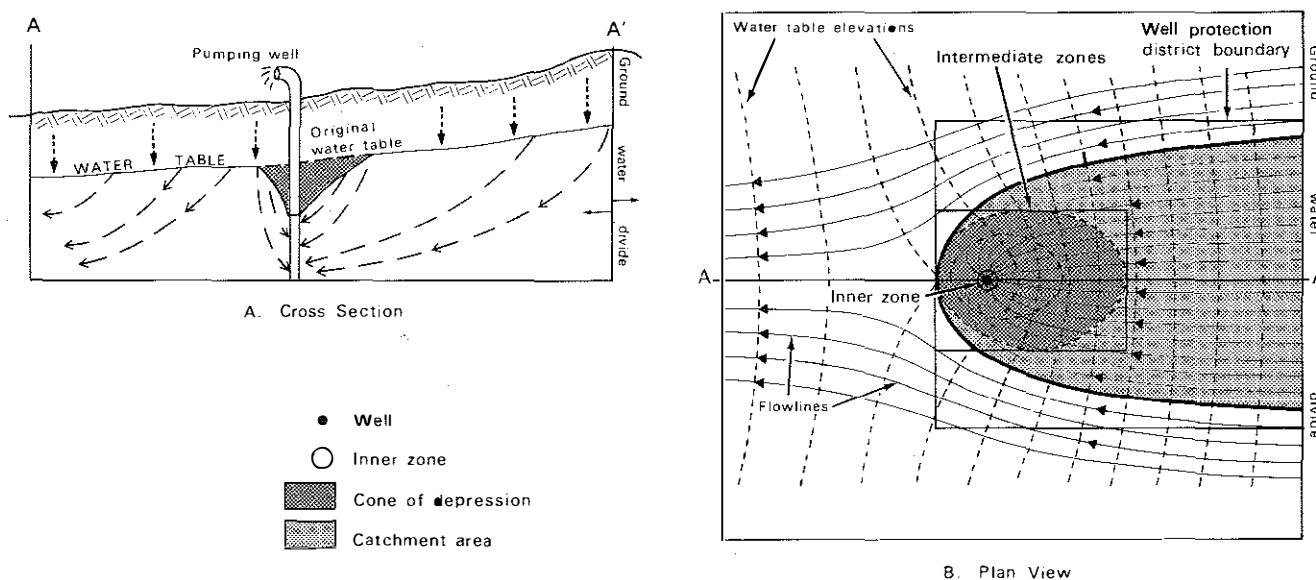 A
A'
Pumping well
Original
water table
WATER TABLE
Ground
water
divide
A. Cross Section
Well
Inner zone
Cone of depression
Catchment area
Water table elevations
Well protection
district boundary
Intermediate zones
Ground
water
divide
A
A
Inner zone
Flowlines
B. Plan View